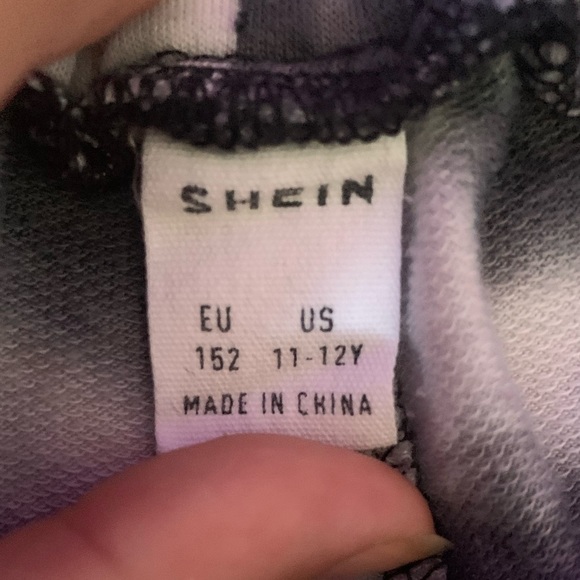 SHEIN
EU US
152 11-12Y
MADE IN CHINA